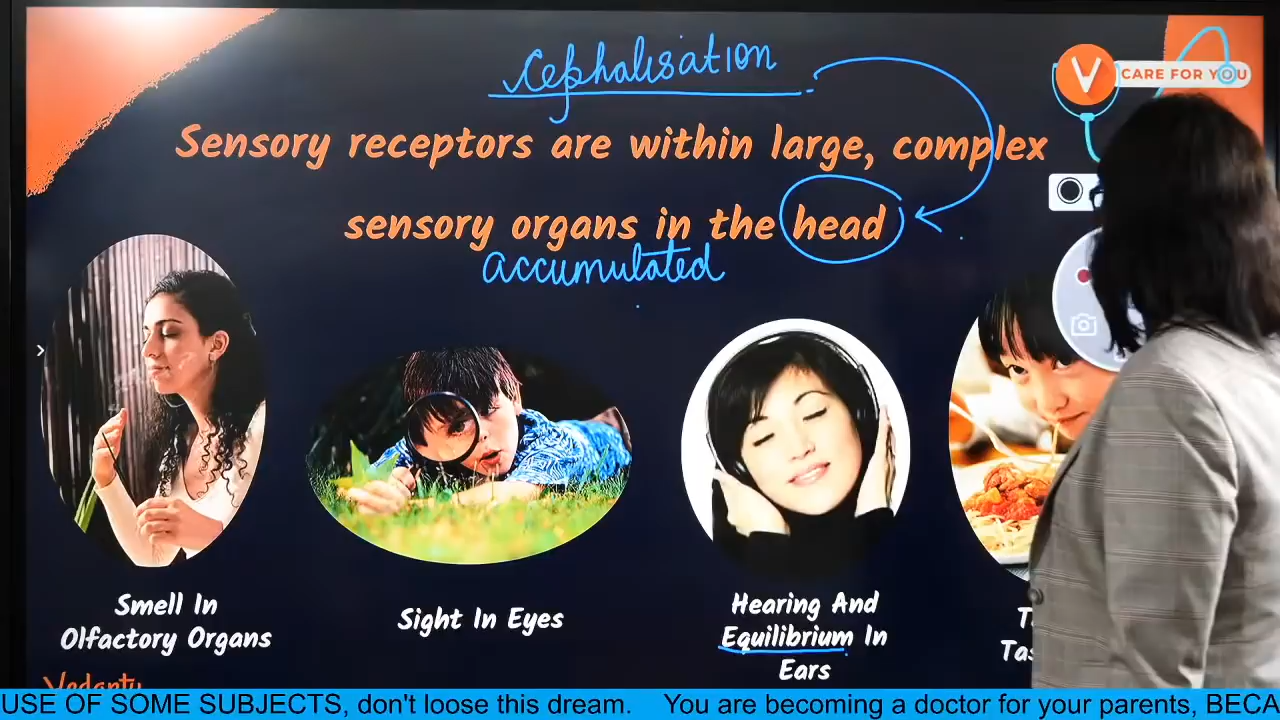 Cephalisation
CARE FOR YOU
Sensory receptors are within large, complex
sensory organs in the head
accumulated
Smell In
Olfactory Organs
Sight In Eyes
Hearing And
Equilibrium In
Ears
Vedantu
USE OF SOME SUBJECTS, don't loose this dream. You are becoming a doctor for your parents, BECA